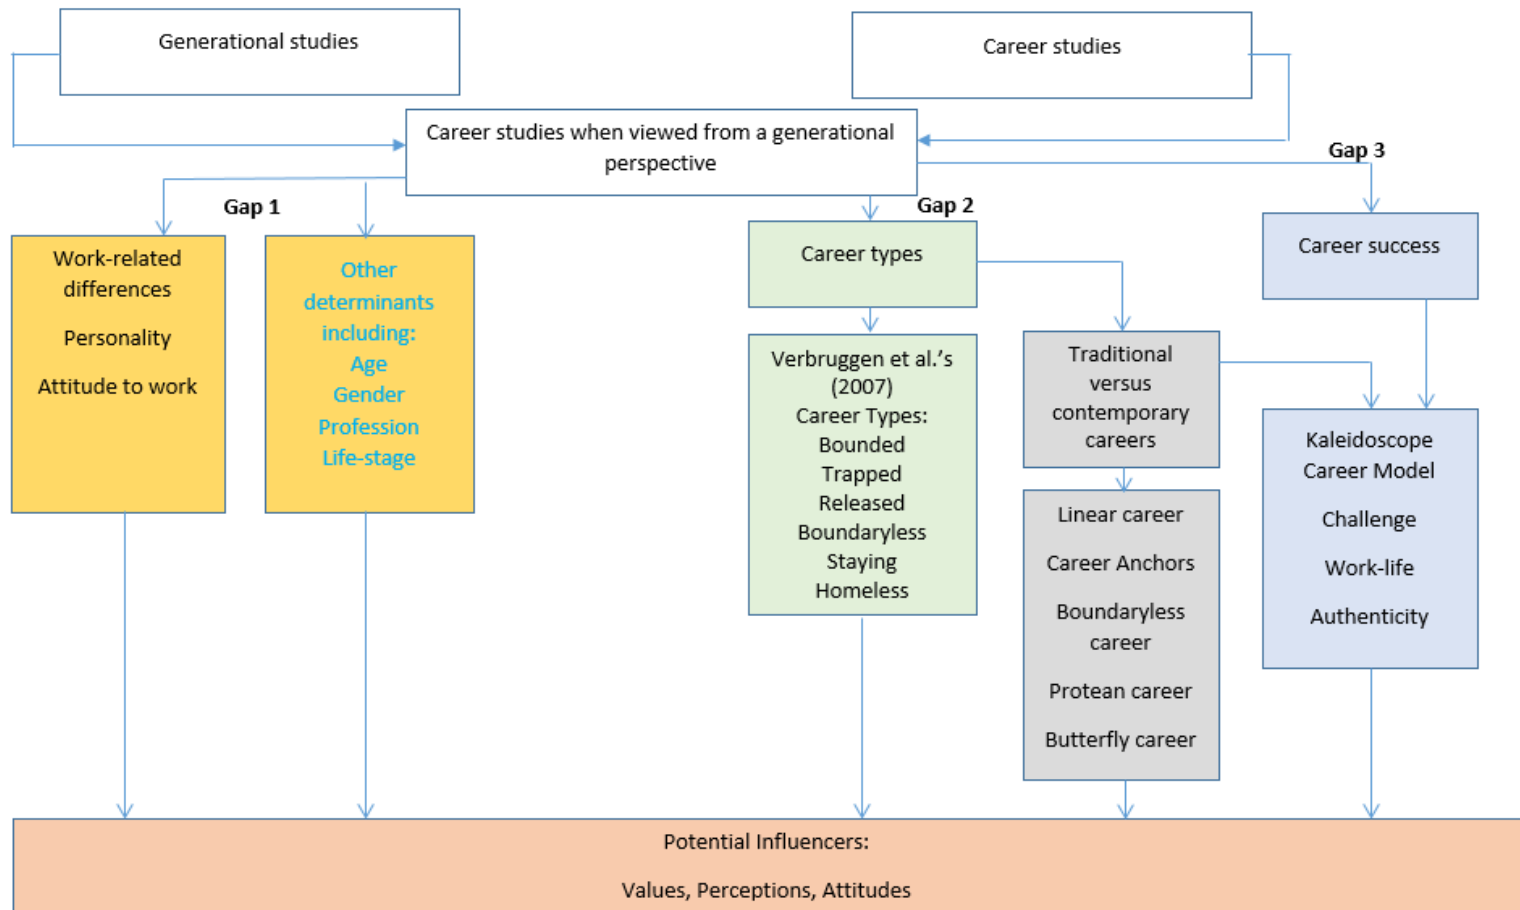 Generational studies
Career studies
Career studies when viewed from a generational
perspective
Gap 3
Gap 1
Gap 2
Work-related
differences
Personality
Attitude to work
Other
determinants
including:
Age
Gender
Profession
Life-stage
Career types
Career success
Verbruggen et al.’s
(2007)
Career Types:
Bounded
Trapped
Released
Boundaryless
Staying
Homeless
Traditional
versus
contemporary
careers
Linear career
Career Anchors
Boundaryless
career
Protean career
Butterfly career
Kaleidoscope
Career Model
Challenge
Work-life
Authenticity
Potential Influencers:
Values, Perceptions, Attitudes